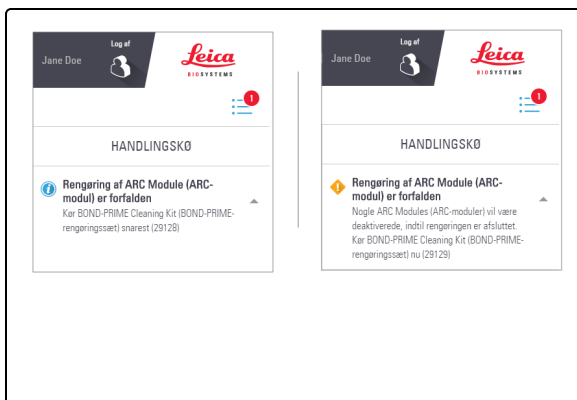 Jane Doe
Log af
Leica
BIOSYSTEMS
1
HANDLINGSKØ
Rengøring af ARC Module (ARC-
modul) er forfalden
Kør BOND-PRIME Cleaning Kit (BOND-PRIME-
rengøringssæt) snarest (29128)
Jane Doe
Log af
Leica
BIOSYSTEMS
1
HANDLINGSKØ
Rengøring af ARC Module (ARC-
modul) er forfalden
Nogle ARC Modules (ARC-moduler) vil være
deaktiverede, indtil rengøringen er afsluttet.
Kør BOND-PRIME Cleaning Kit (BOND-PRIME-
rengøringssæt) nu (29129)